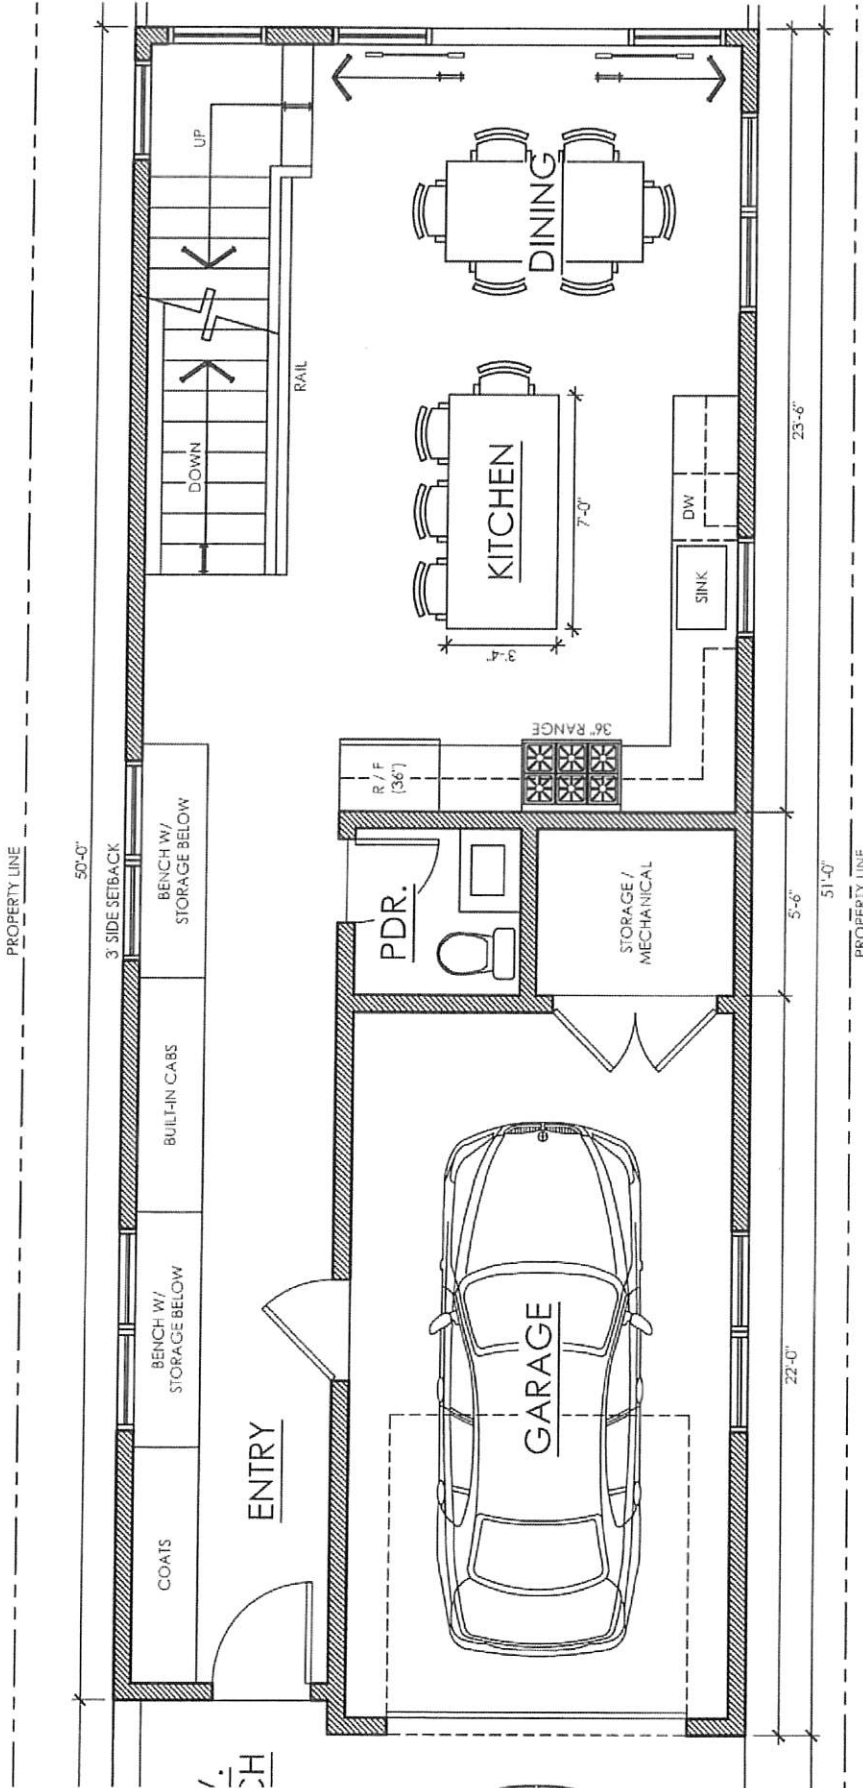 UP
DINING
RAIL
DOWN
23'-6"
KITCHEN
7'-0"
DW
SINK
3'-4"
36" RANGE
R / F
(36")
PROPERTY LINE
50'-0"
3' SIDE SETBACK
BENCH W/
STORAGE BELOW
PDR.
STORAGE /
MECHANICAL
5'-6"
51'-0"
PROPERTY LINE
BUILT-IN CABS
BENCH W/
STORAGE BELOW
GARAGE
22'-0"
ENTRY
COATS
CH